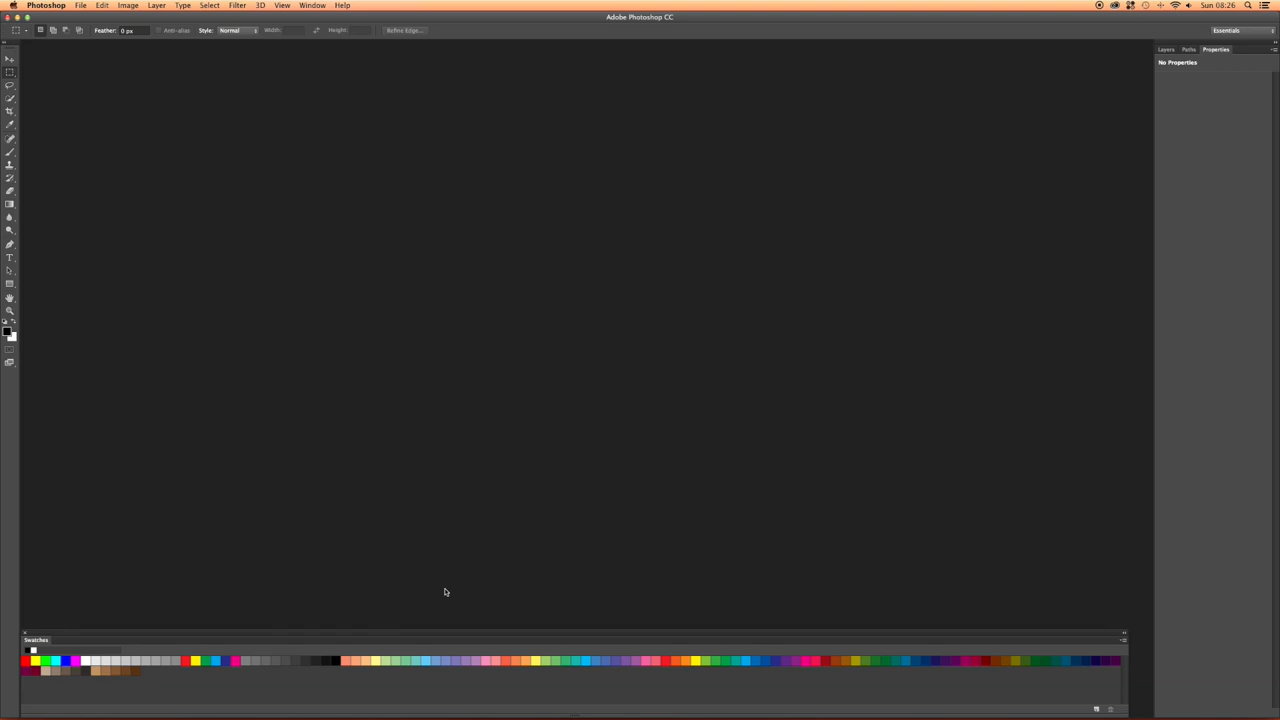 Photoshop File Edit Image Layer Type Select Filter 3D View Window Help Sun 08:26
Adobe Photoshop CC
Feather: 0 px Anti-alias Style: Normal Width: Height: Refine Edge... Essentials
Layers Paths Properties
No Properties
Swatches